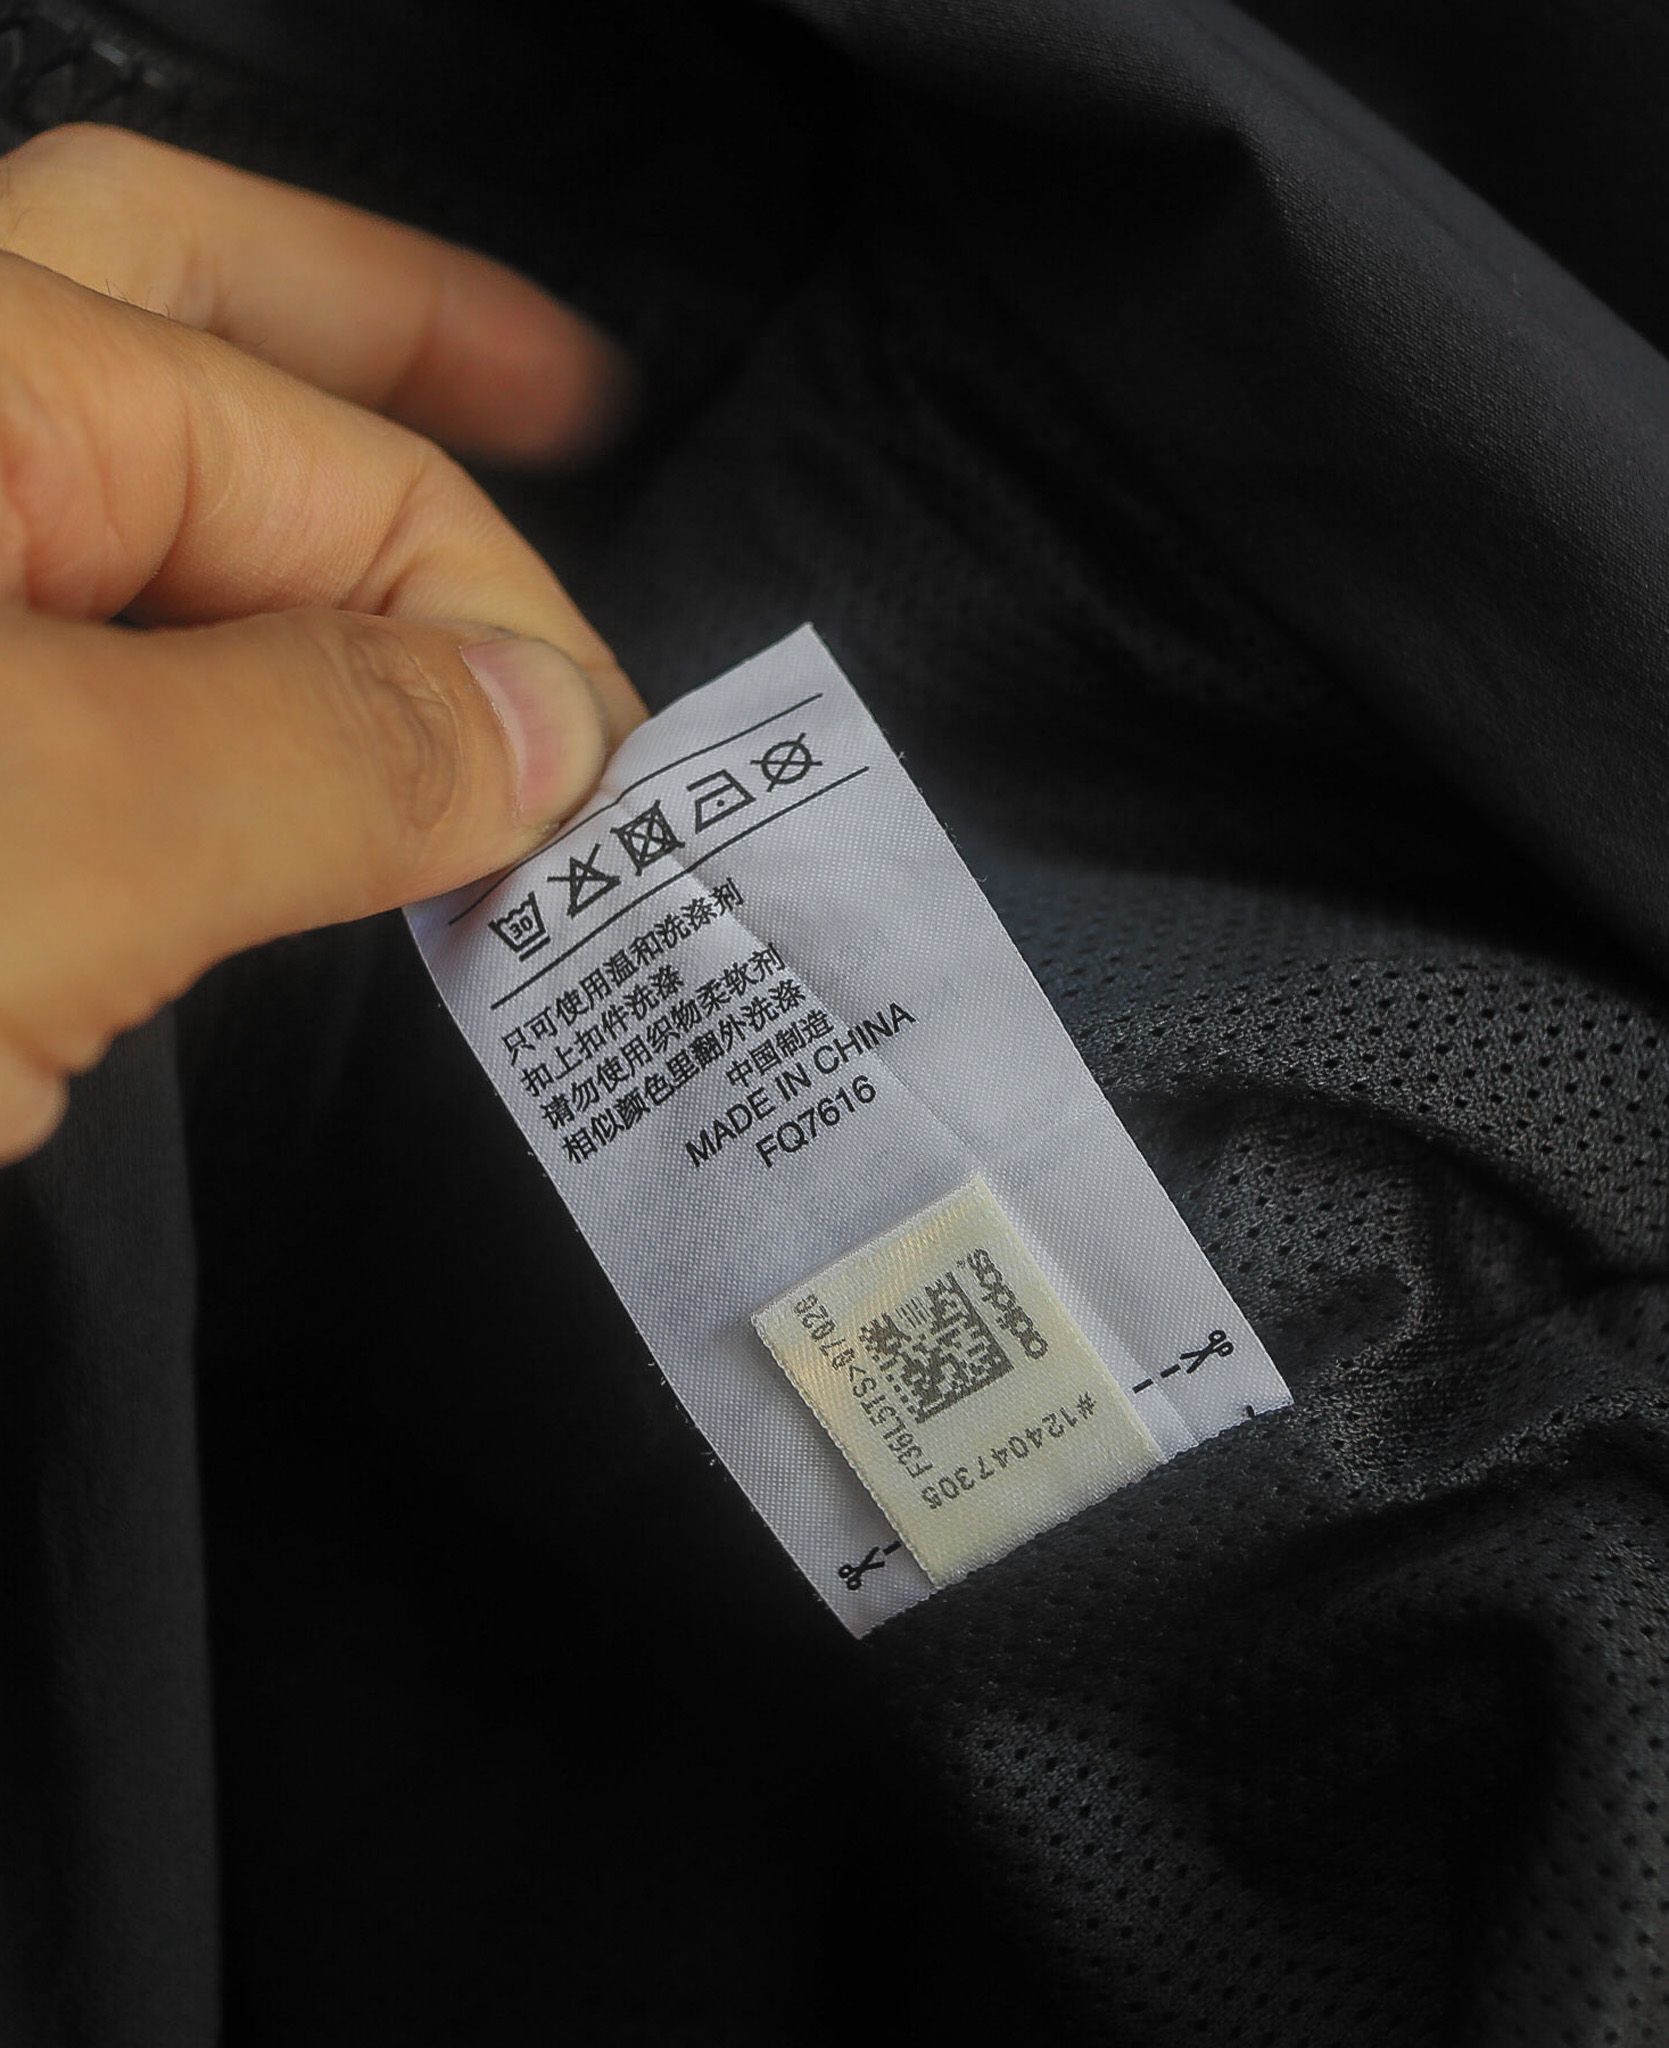 30
只可使用温和洗涤剂
扣上扣件洗涤
请勿使用织物柔软剂
相似颜色里翻外洗涤
中国制造
MADE IN CHINA
FQ7616
adidas
#12404730